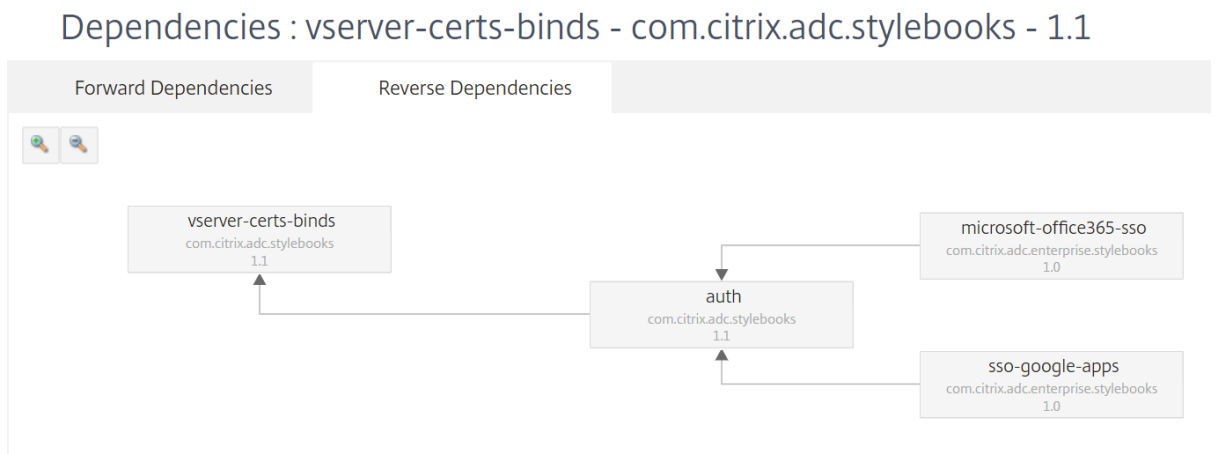 Dependencies : vserver-certs-binds - com.citrix.adc.stylebooks - 1.1
Forward Dependencies
Reverse Dependencies
vserver-certs-binds
com.citrix.adc.stylebooks
1.1
auth
com.citrix.adc.stylebooks
1.1
microsoft-office365-sso
com.citrix.adc.enterprise.stylebooks
1.0
sso-google-apps
com.citrix.adc.enterprise.stylebooks
1.0